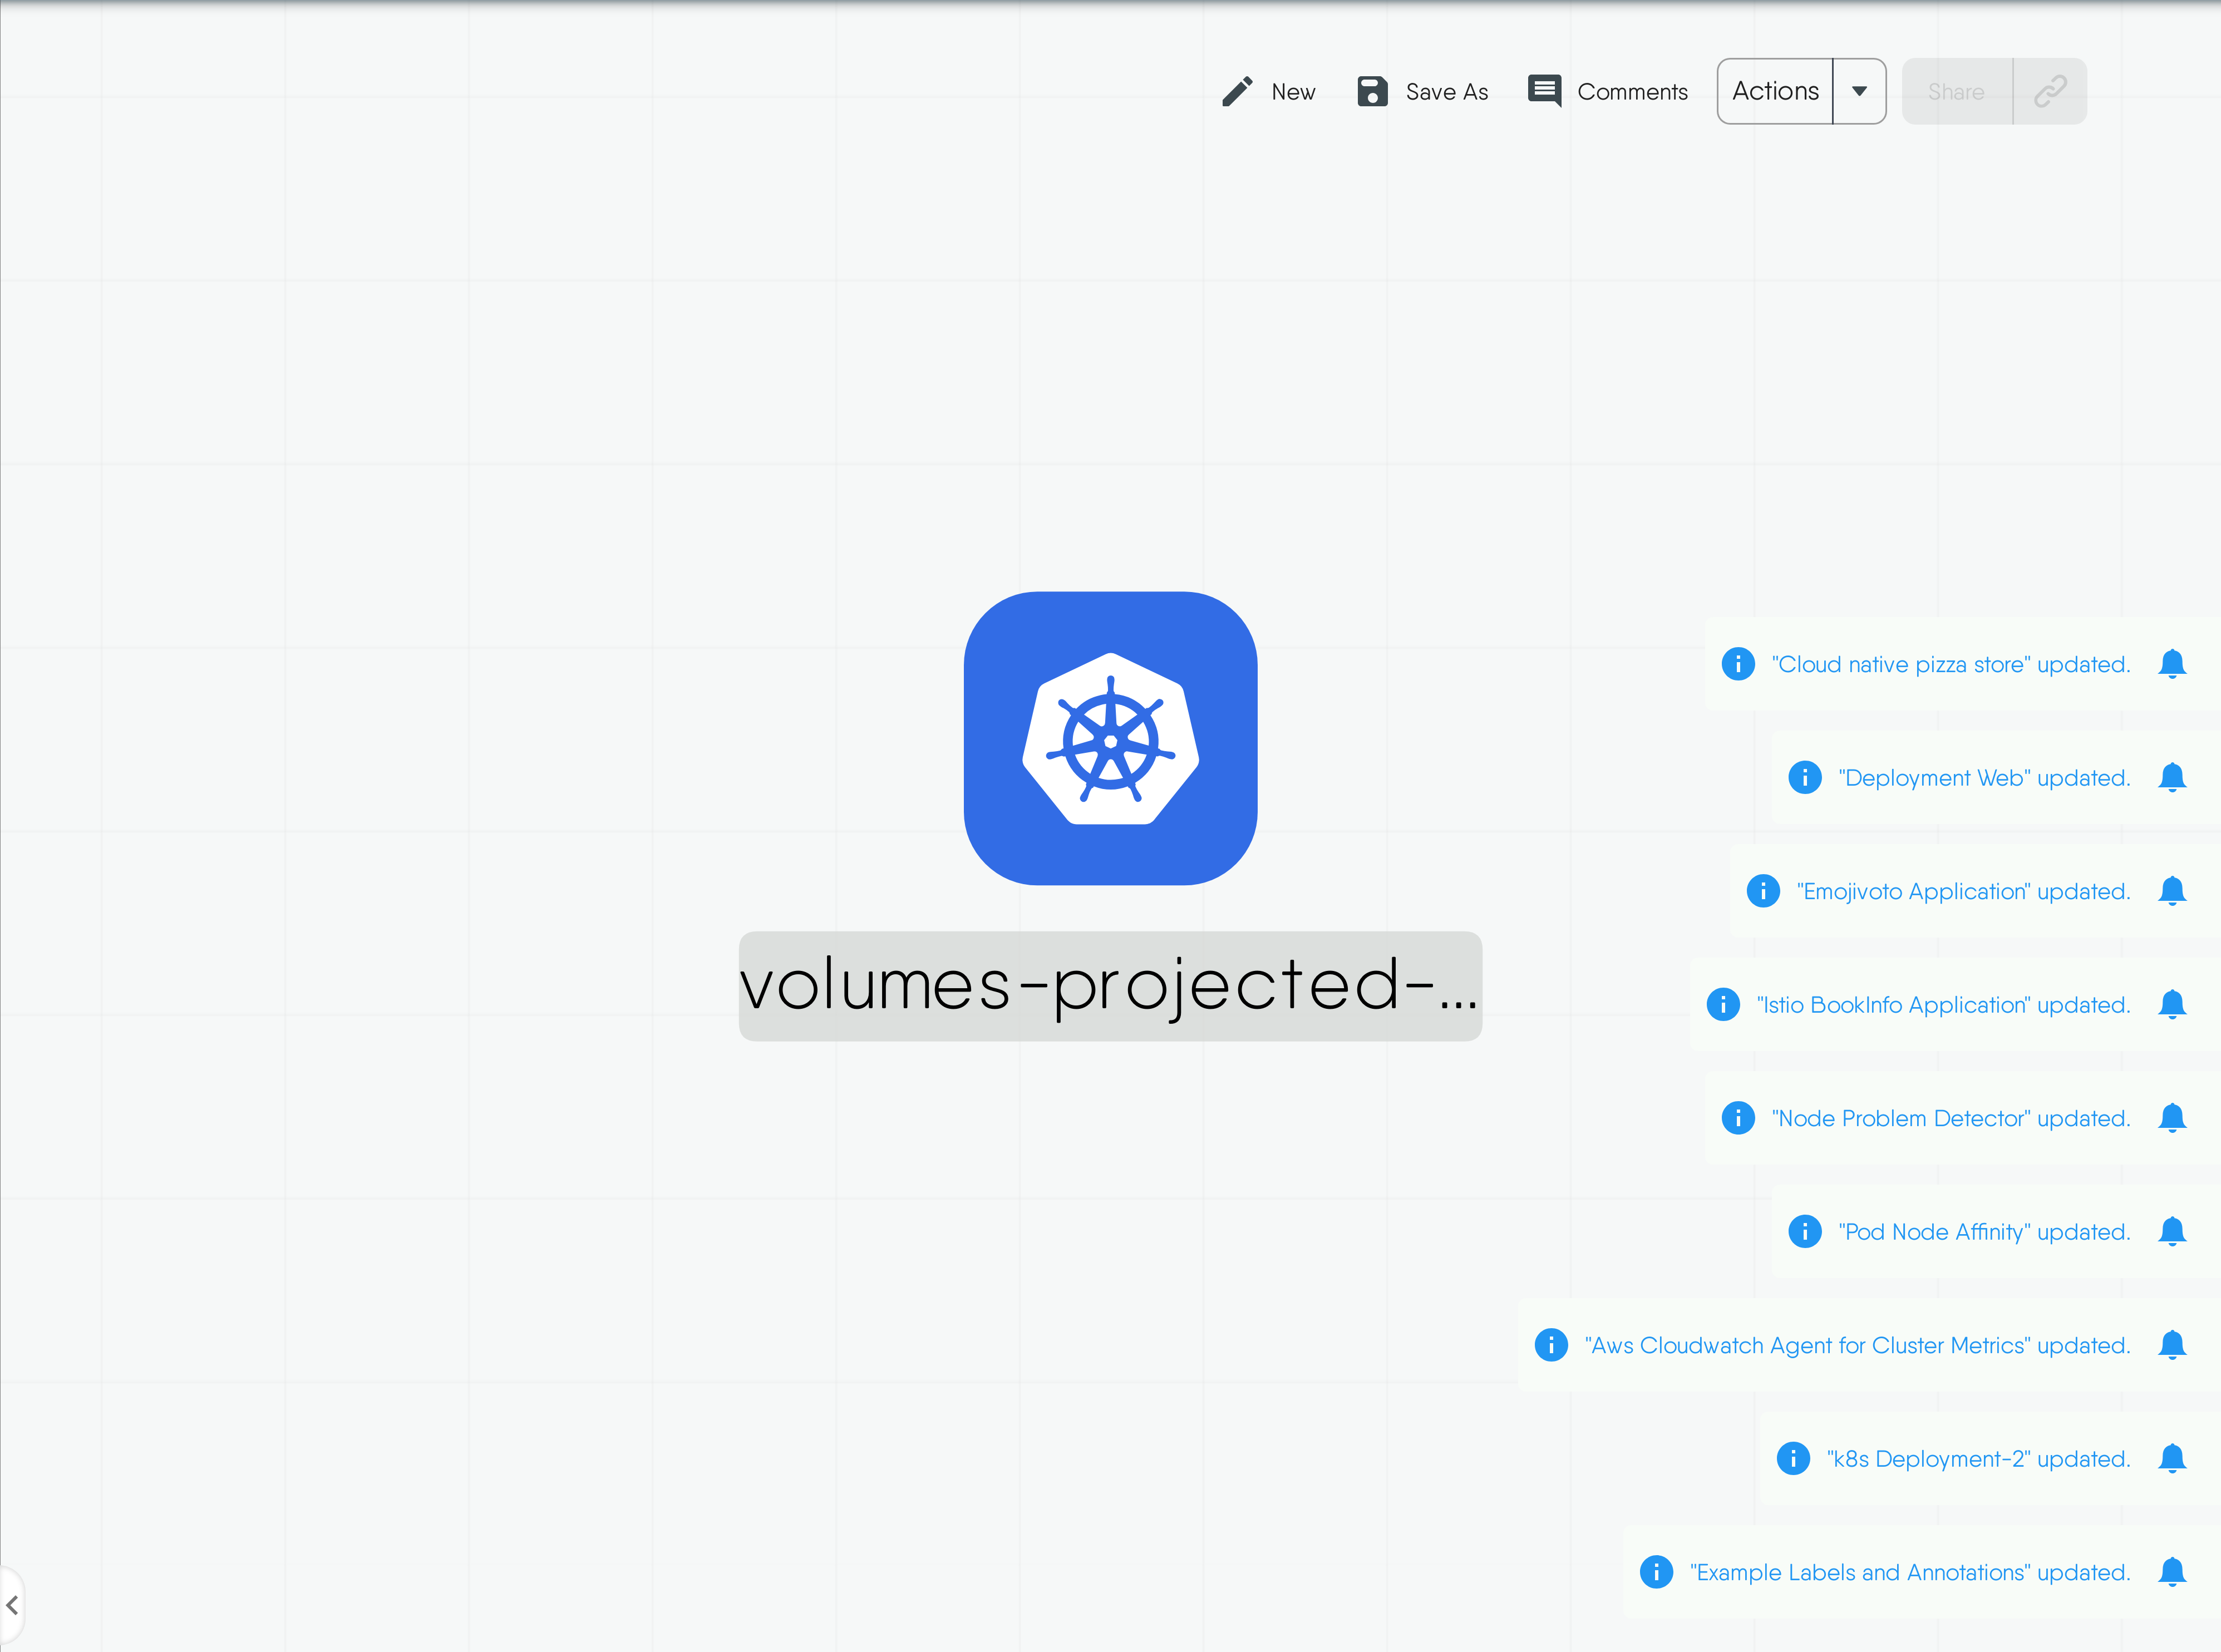 New
Save As
Comments
Actions
Share
volumes-projected-...
"Cloud native pizza store" updated.
"Deployment Web" updated.
"Emojivoto Application" updated.
"Istio BookInfo Application" updated.
"Node Problem Detector" updated.
"Pod Node Affinity" updated.
"Aws Cloudwatch Agent for Cluster Metrics" updated.
"k8s Deployment-2" updated.
"Example Labels and Annotations" updated.